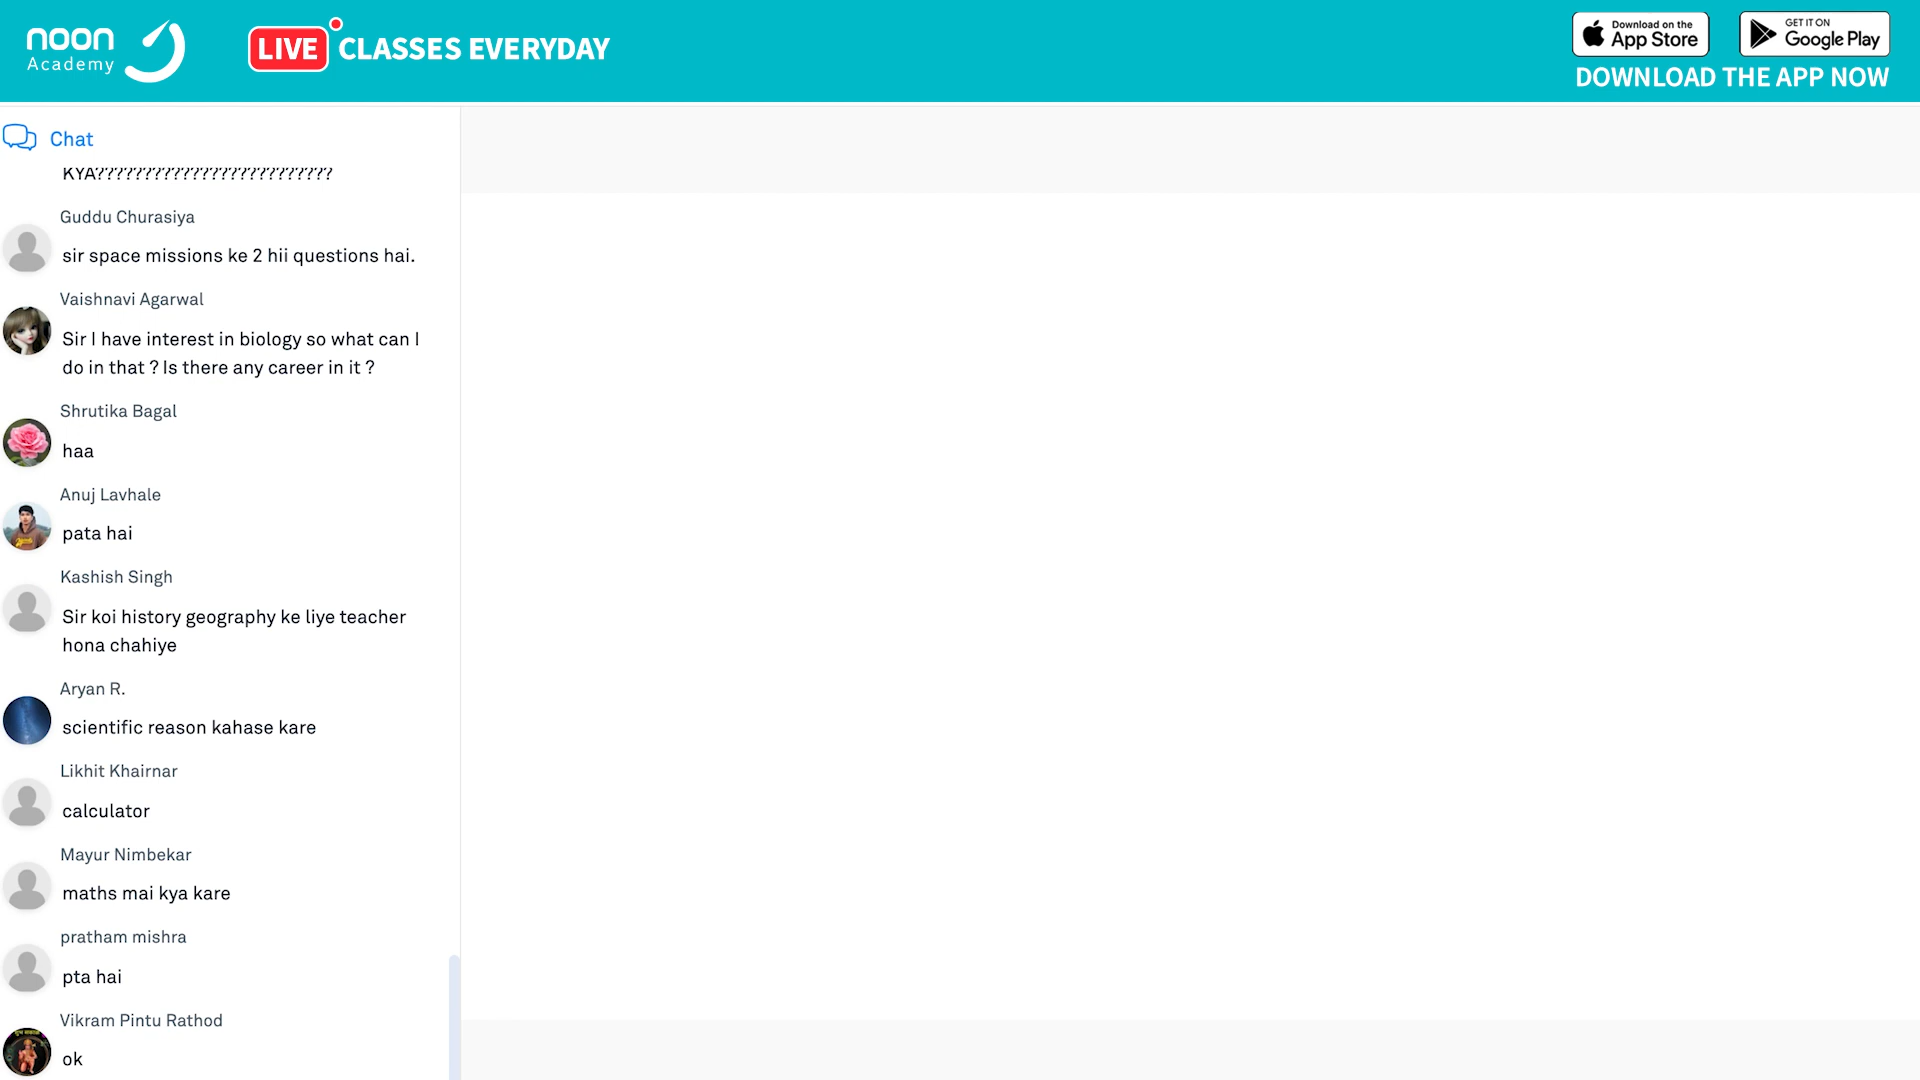 noon
Academy
LIVE CLASSES EVERYDAY
Download on the
App Store
GET IT ON
Google Play
DOWNLOAD THE APP NOW
Chat
KYA?????????????????????????
Guddu Churasiya
sir space missions ke 2 hii questions hai.
Vaishnavi Agarwal
Sir I have interest in biology so what can I
do in that ? Is there any career in it ?
Shrutika Bagal
haa
Anuj Lavhale
pata hai
Kashish Singh
Sir koi history geography ke liye teacher
hona chahiye
Aryan R.
scientific reason kahase kare
Likhit Khairnar
calculator
Mayur Nimbekar
maths mai kya kare
pratham mishra
pta hai
Vikram Pintu Rathod
ok